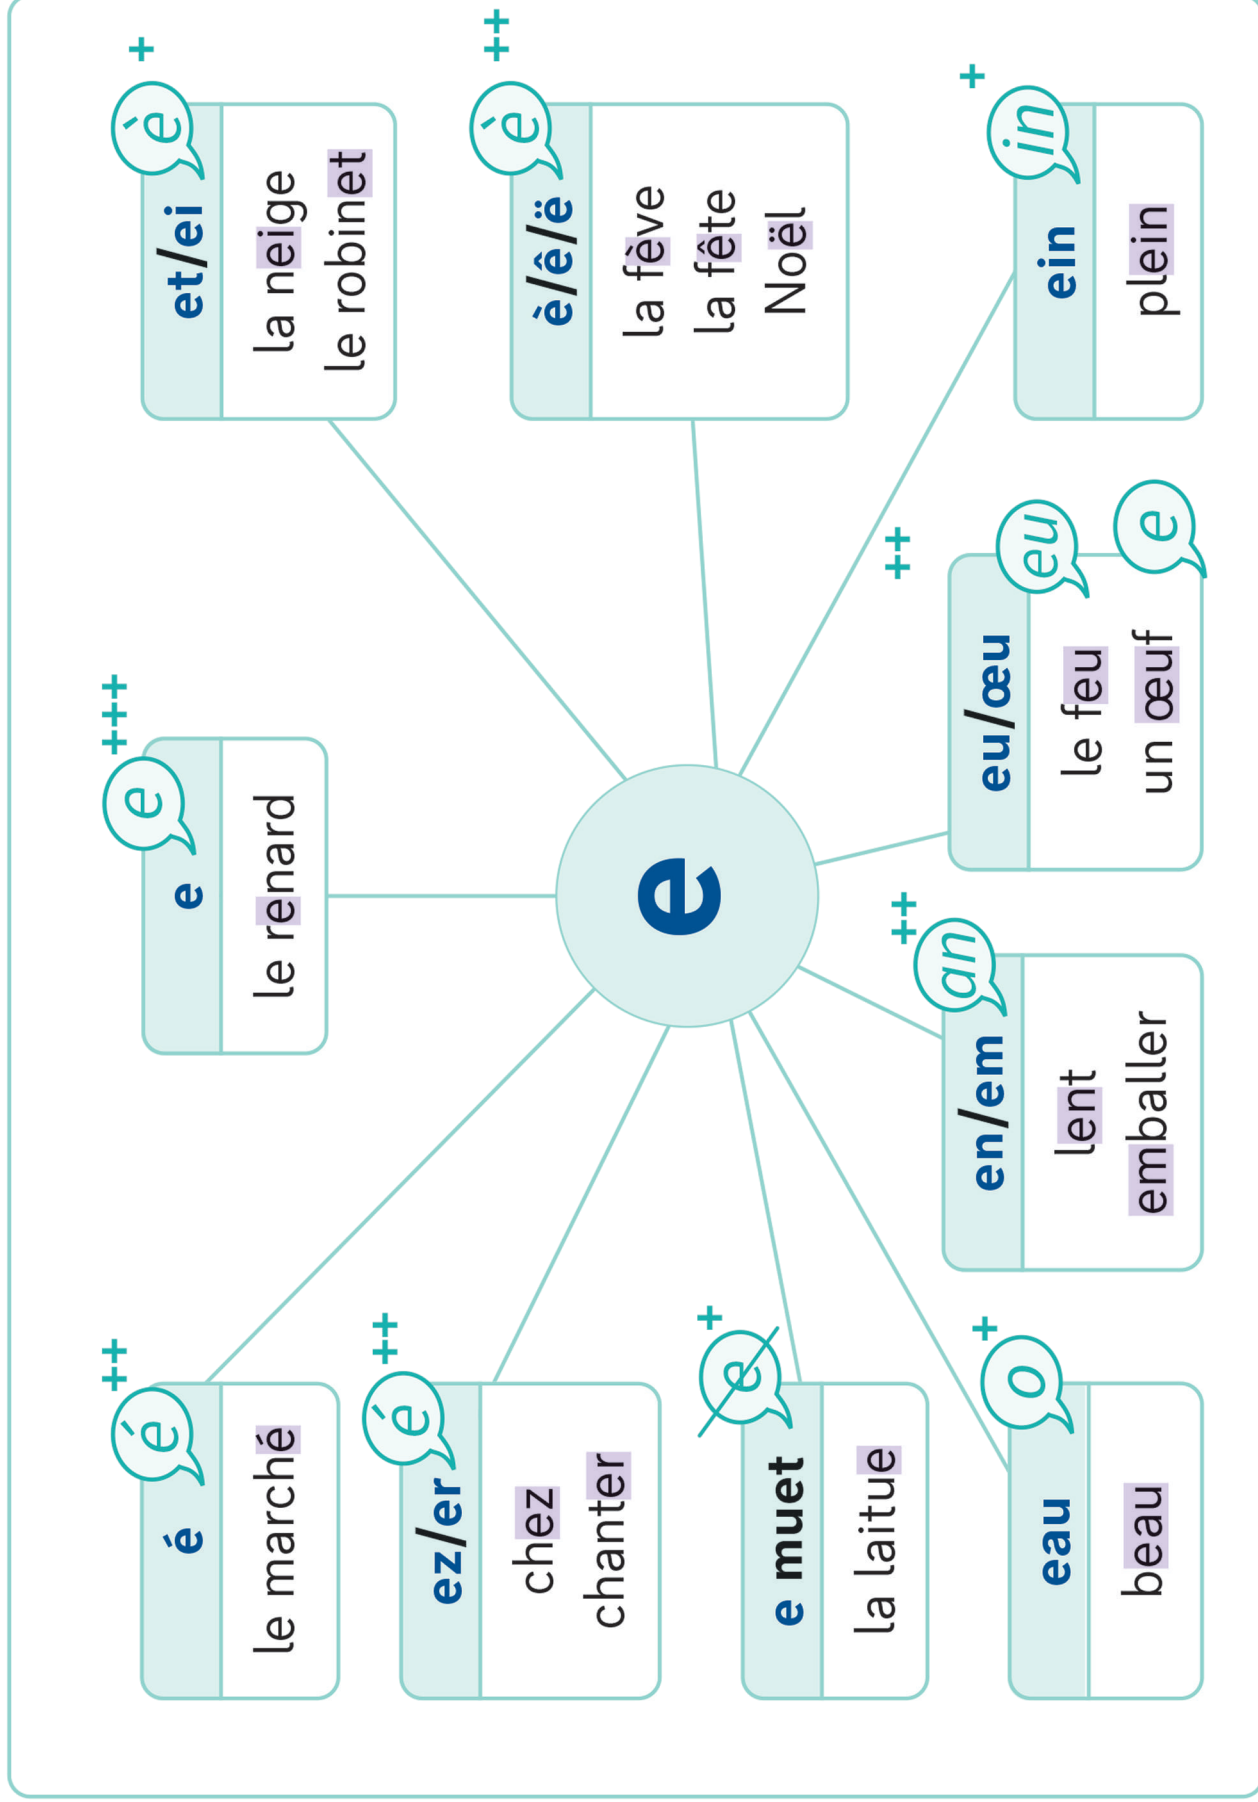 é
é
++
le marché
e
e
+++
le renard
et/ei
è
+
la neige
le robinet
ez/er
é
++
chez
chanter
è/ê/ë
è
++
la fève
la fête
Noël
e
e muet
e
+
la laitue
eau
o
+
beau
en/em
an
++
lent
emballer
eu/œu
eu
++
le feu
e
un œuf
ein
in
+
plein